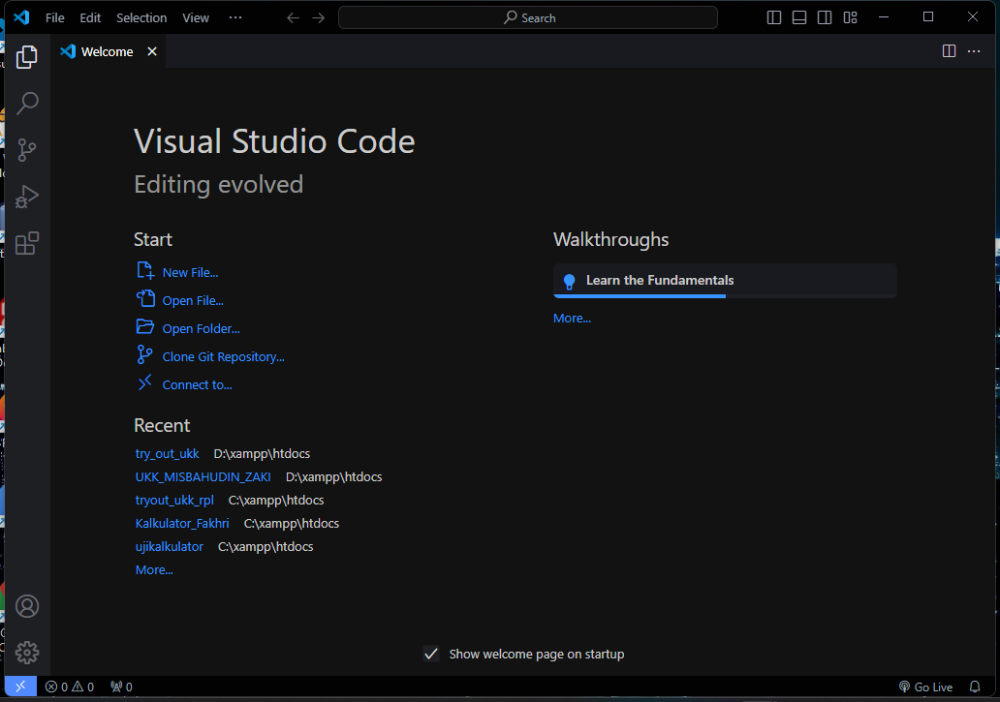 File Edit Selection View ··· Search
Welcome
Visual Studio Code
Editing evolved
Start
New File...
Open File...
Open Folder...
Clone Git Repository...
Connect to...
Recent
try_out_ukk D:\xampp\htdocs
UKK_MISBAHUDIN_ZAKI D:\xampp\htdocs
tryout_ukk_rpl C:\xampp\htdocs
Kalkulator_Fakhri C:\xampp\htdocs
ujikalkulator C:\xampp\htdocs
More...
Walkthroughs
Learn the Fundamentals
More...
Show welcome page on startup
0 0 0 Go Live